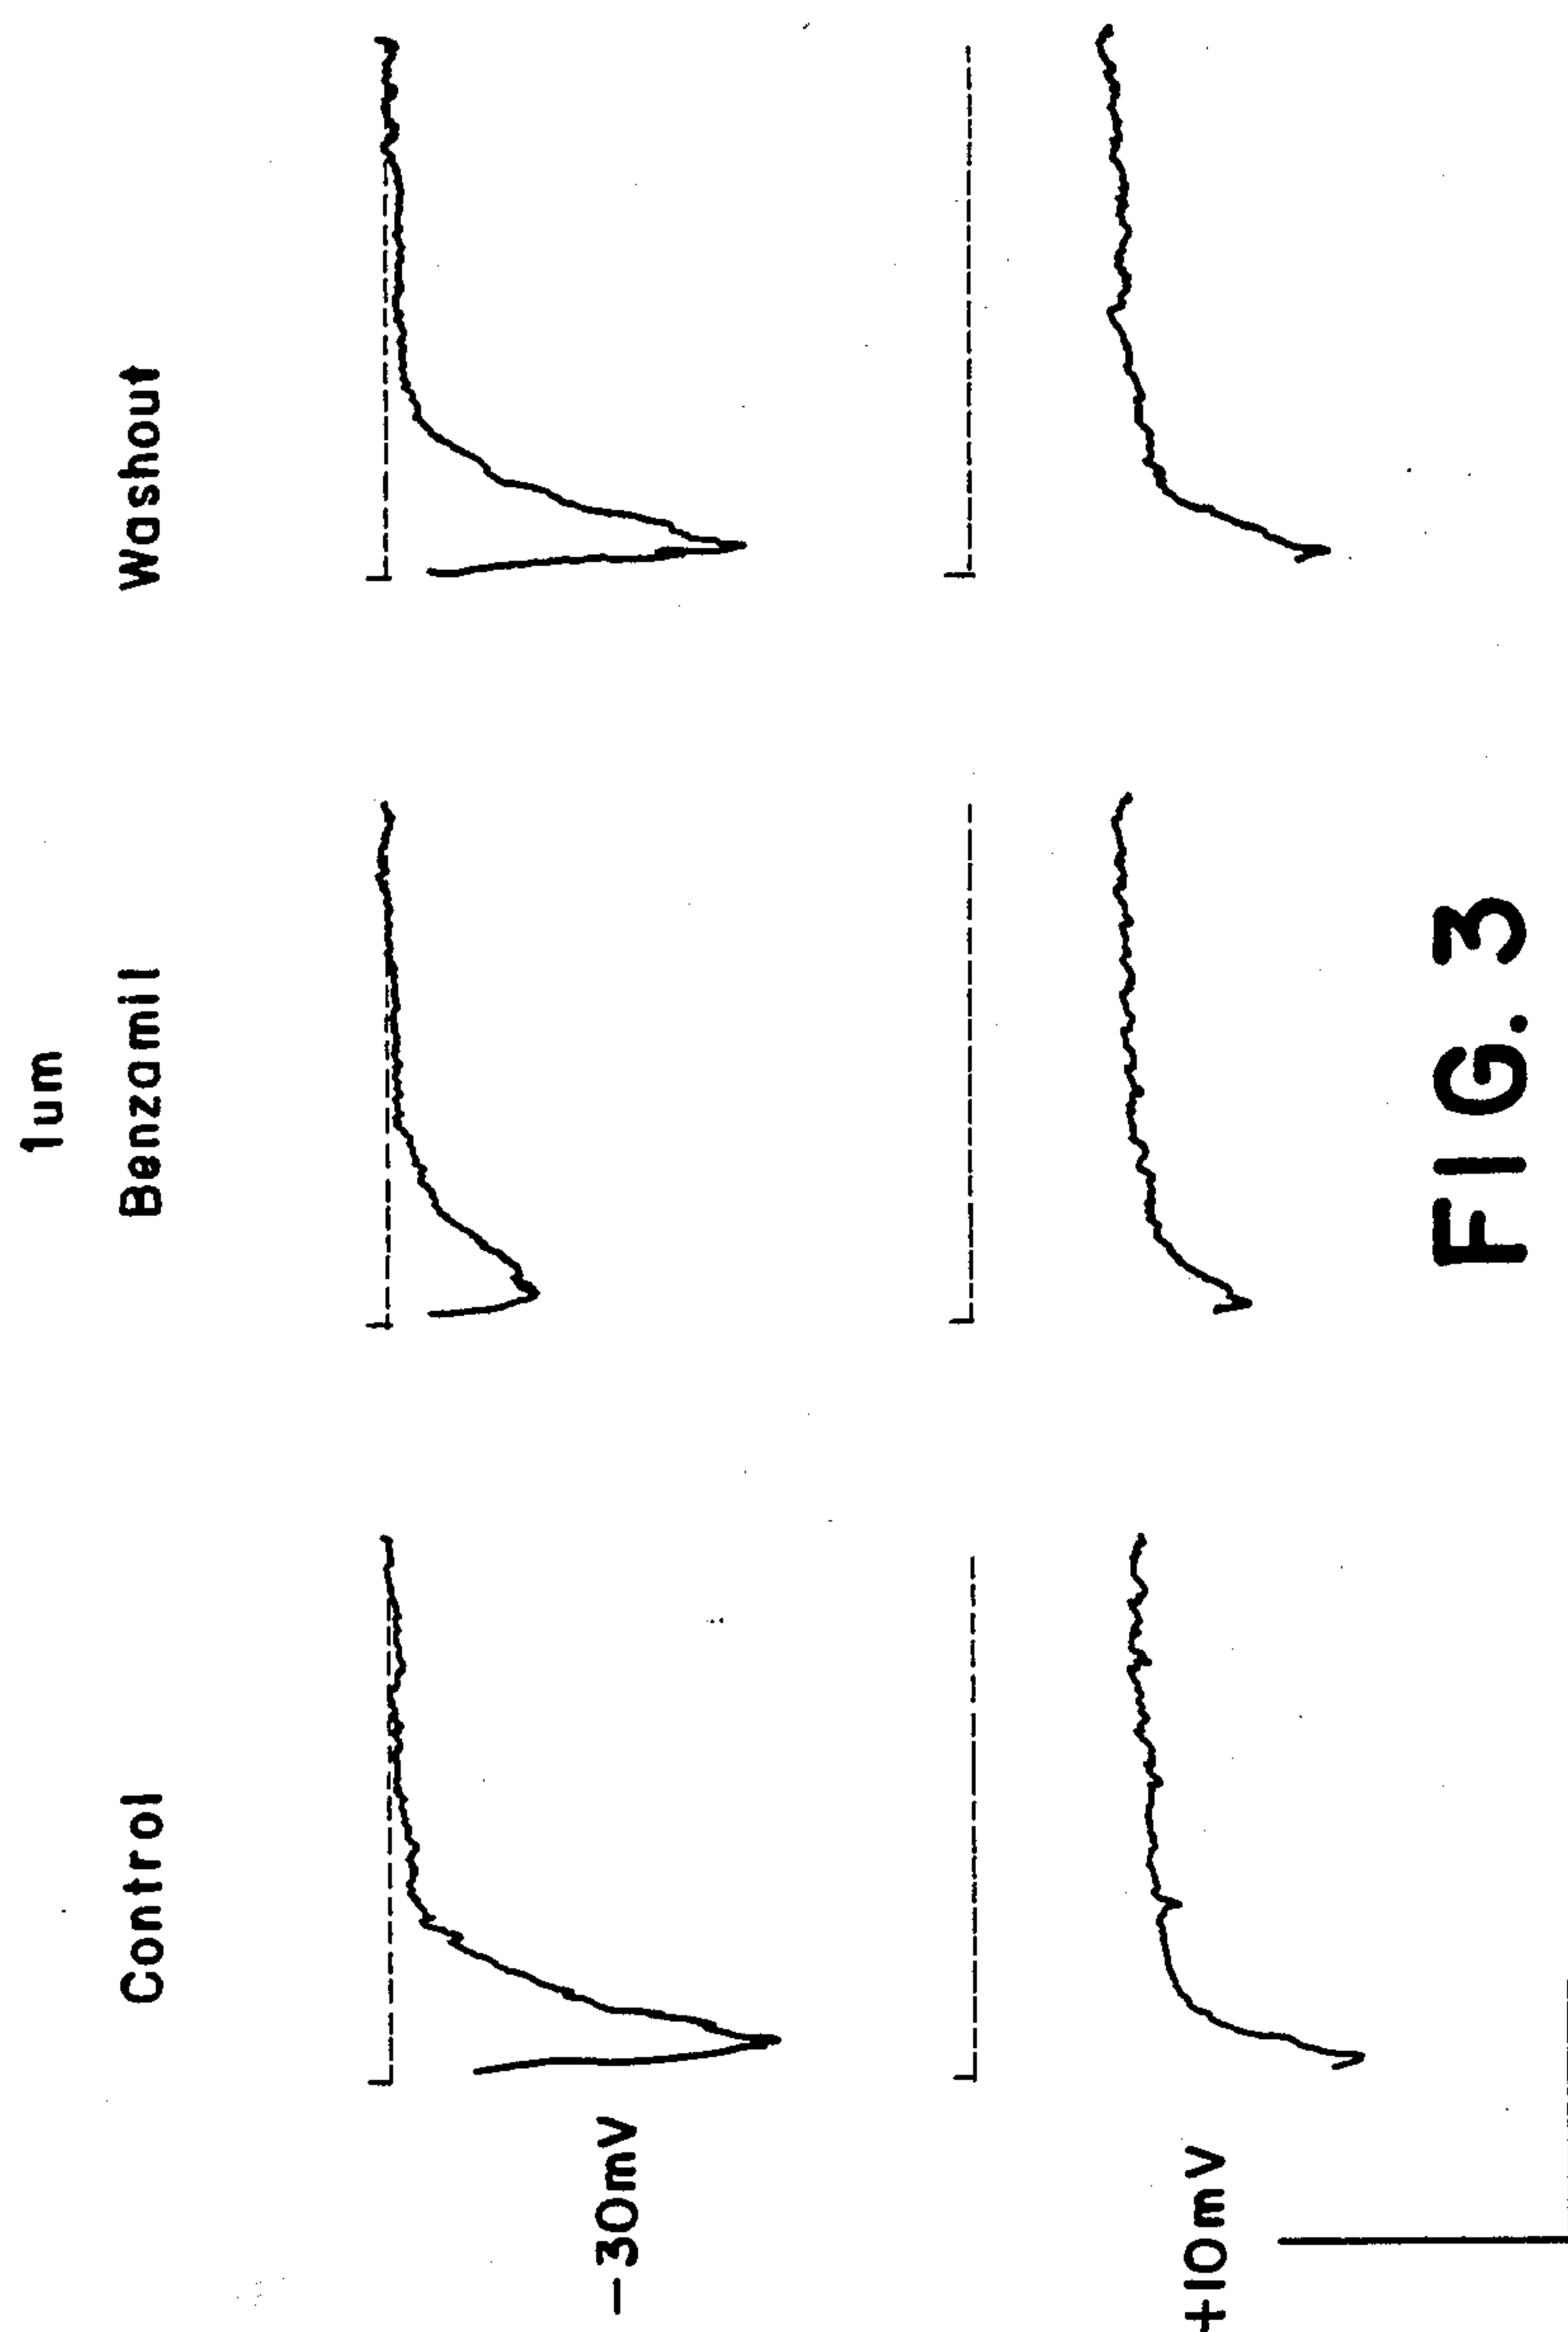 1um
Control Benzamil Washout
-30mV
+10mV
FIG. 3